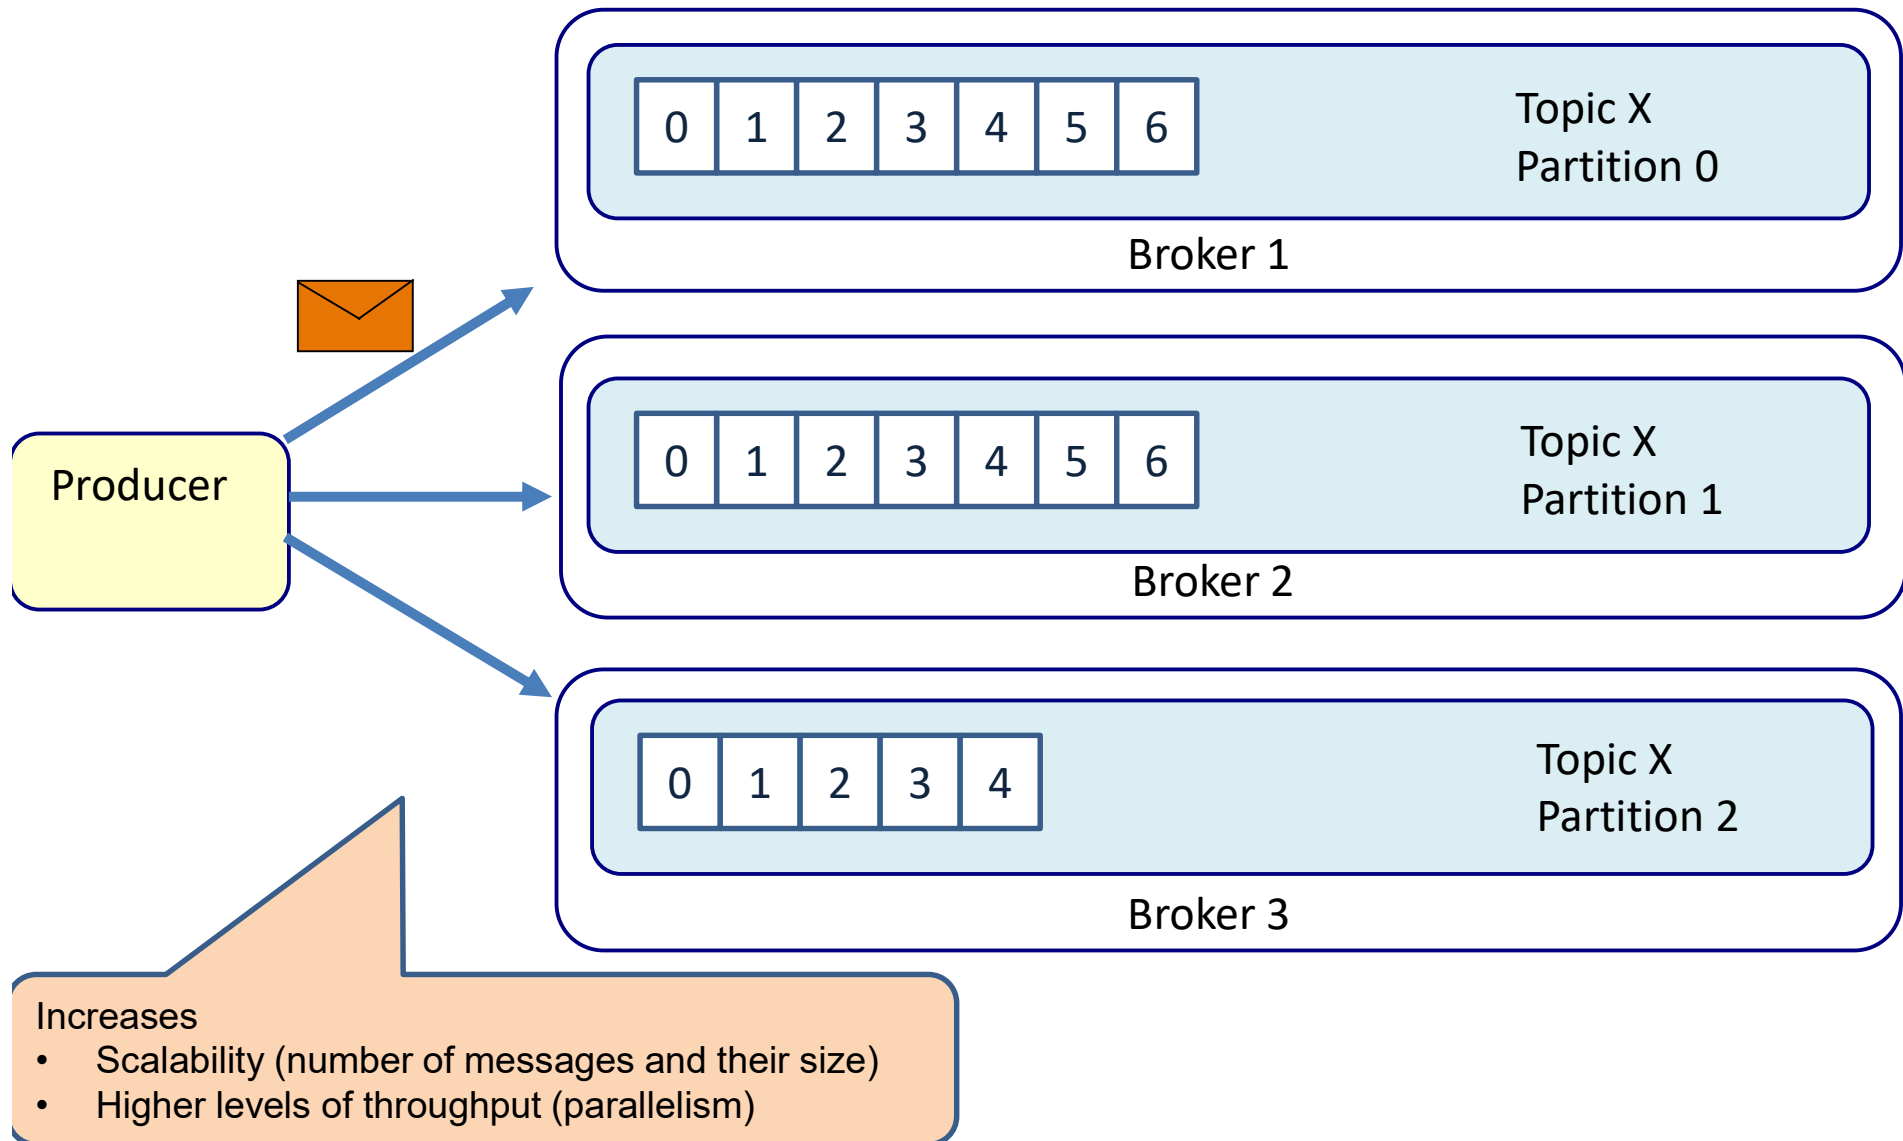 0 1 2 3 4 5 6
Topic X
Partition 0
Broker 1
Producer
0 1 2 3 4 5 6
Topic X
Partition 1
Broker 2
0 1 2 3 4
Topic X
Partition 2
Broker 3
Increases
• Scalability (number of messages and their size)
• Higher levels of throughput (parallelism)